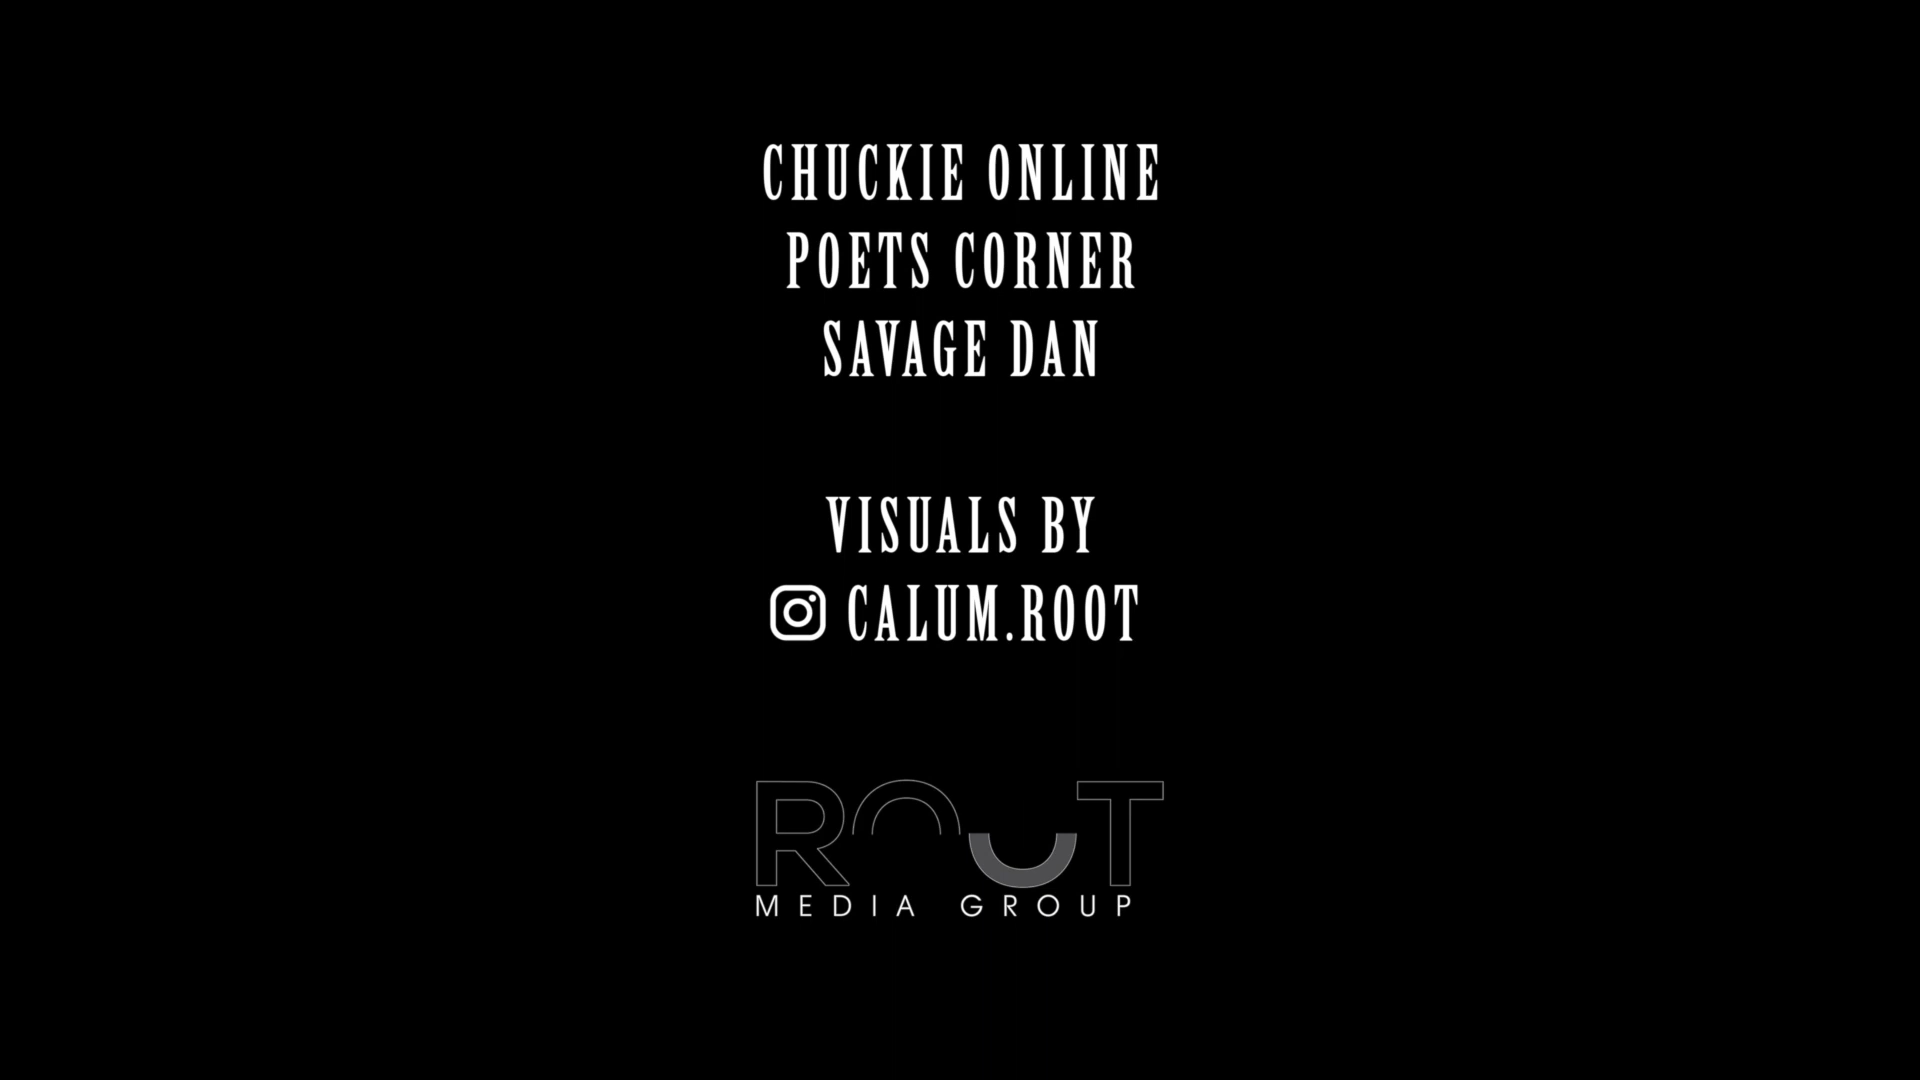 CHUCKIE ONLINE
POETS CORNER
SAVAGE DAN
VISUALS BY
CALUM.ROOT
ROOT
MEDIA GROUP